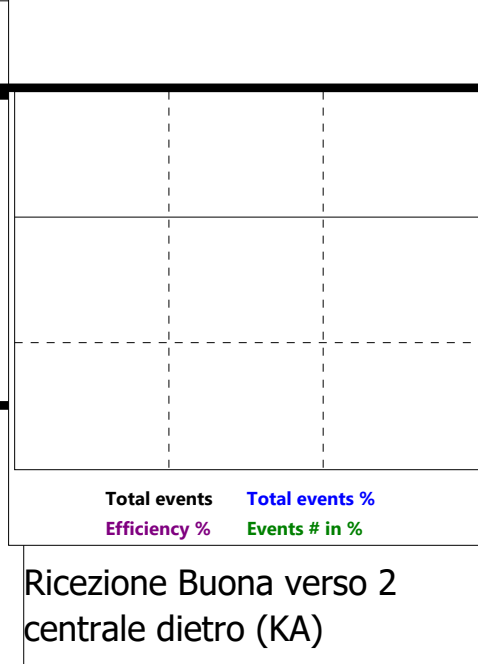 Total events Total events %
Efficiency % Events # in %
Ricezione Buona verso 2
centrale dietro (KA)